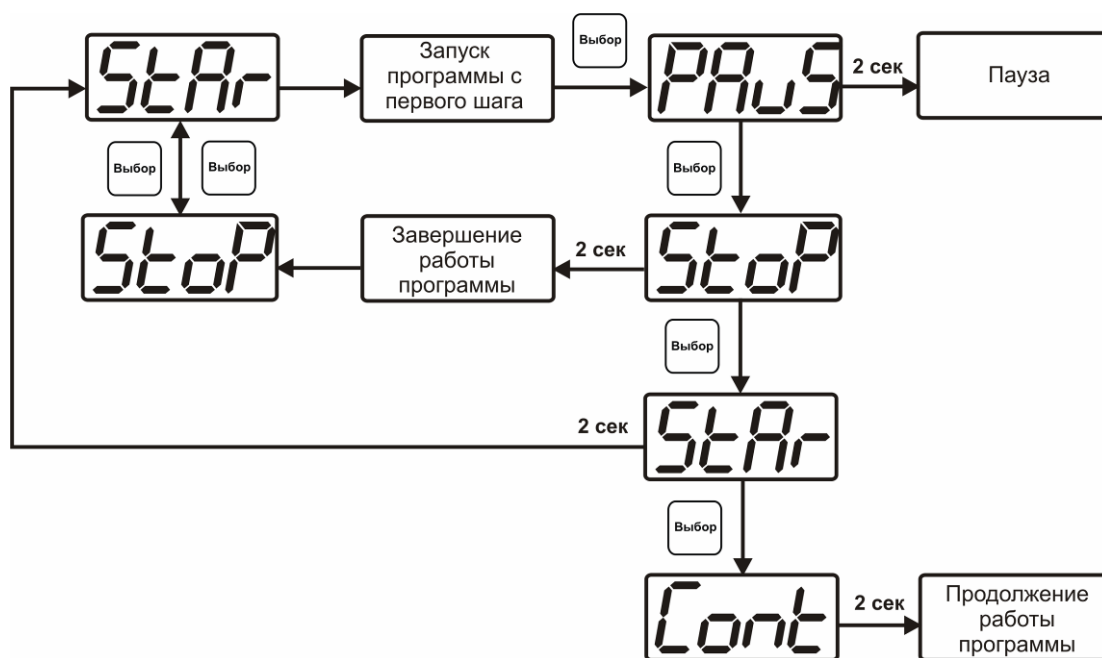 StAr
Запуск
программы с
первого шага
Выбор
PAuS
2 сек
Пауза
Выбор
Выбор
Выбор
StoP
Завершение
работы
программы
2 сек
StoP
Выбор
2 сек
StAr
Выбор
Cont
2 сек
Продолжение
работы
программы